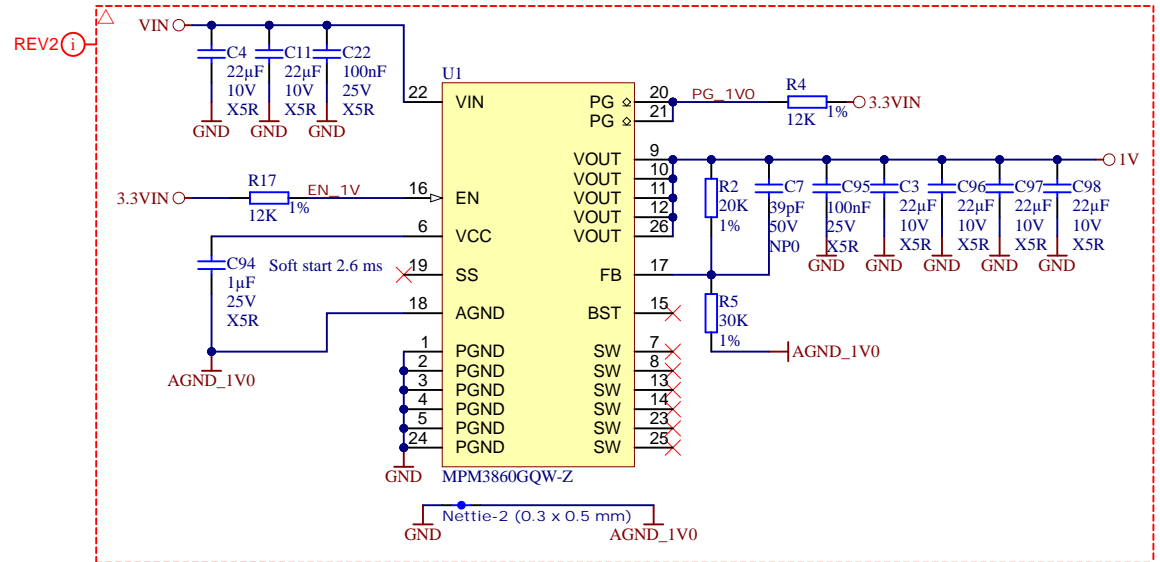 REV2
i
VIN
C4
22µF
10V
X5R
GND
C11
22µF
10V
X5R
GND
C22
100nF
25V
X5R
GND
U1
22
VIN
PG
20
PG
21
PG_1V0
R4
12K
1%
3.3VIN
VOUT
9
VOUT
10
VOUT
11
VOUT
12
VOUT
26
1V
R2
20K
1%
C7
39pF
50V
NP0
C95
100nF
25V
X5R
GND
C3
22µF
10V
X5R
GND
C96
22µF
10V
X5R
GND
C97
22µF
10V
X5R
GND
C98
22µF
10V
X5R
GND
3.3VIN
R17
12K
1%
EN_1V
16
EN
6
VCC
C94
1µF
25V
X5R
Soft start 2.6 ms
19
SS
FB
17
18
AGND
AGND_1V0
BST
15
R5
30K
1%
AGND_1V0
1
PGND
2
PGND
3
PGND
4
PGND
5
PGND
24
PGND
GND
SW
7
SW
8
SW
13
SW
14
SW
23
SW
25
MPM3860GQW-Z
Nettie-2 (0.3 x 0.5 mm)
GND
AGND_1V0